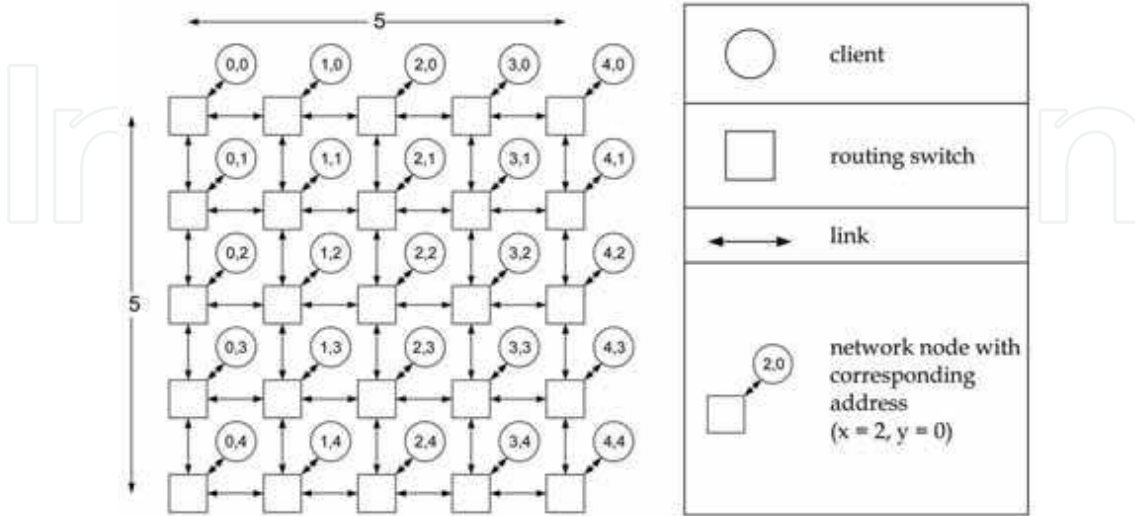 5
0,0 1,0 2,0 3,0 4,0
0,1 1,1 2,1 3,1 4,1
0,2 1,2 2,2 3,2 4,2
5
0,3 1,3 2,3 3,3 4,3
0,4 1,4 2,4 3,4 4,4
client
routing switch
link
2,0
network node with
corresponding
address
(x = 2, y = 0)